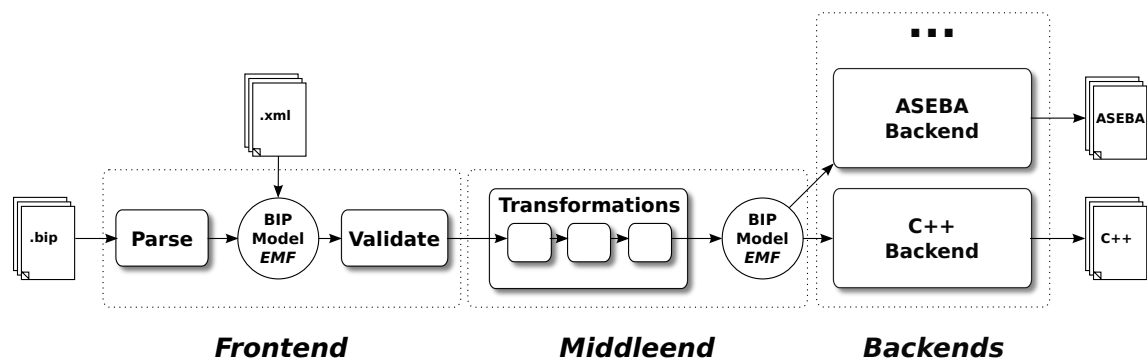 ...
ASEBA
Backend
ASEBA
.xml
.bip
Parse
BIP
Model
EMF
Validate
Transformations
BIP
Model
EMF
C++
Backend
C++
Frontend
Middleend
Backends